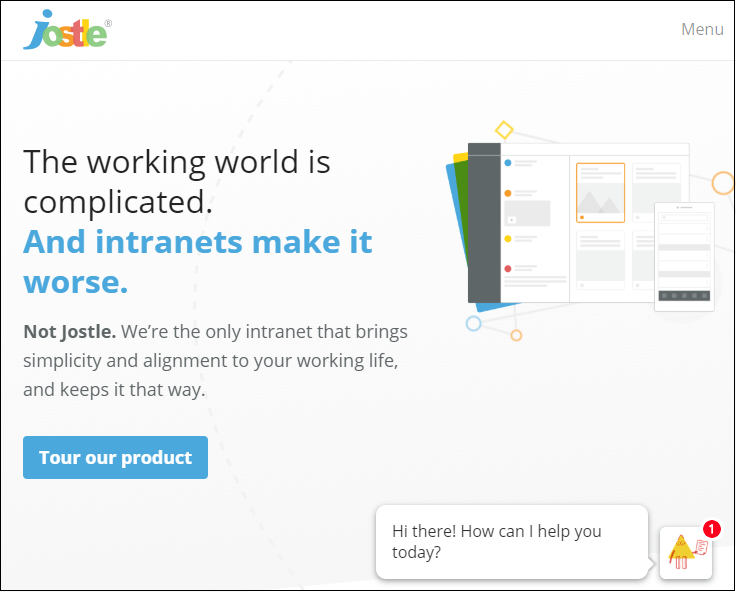 jostle®
Menu
The working world is
complicated.
And intranets make it
worse.
Not Jostle. We’re the only intranet that brings
simplicity and alignment to your working life,
and keeps it that way.
Tour our product
Hi there! How can I help you
today?
1